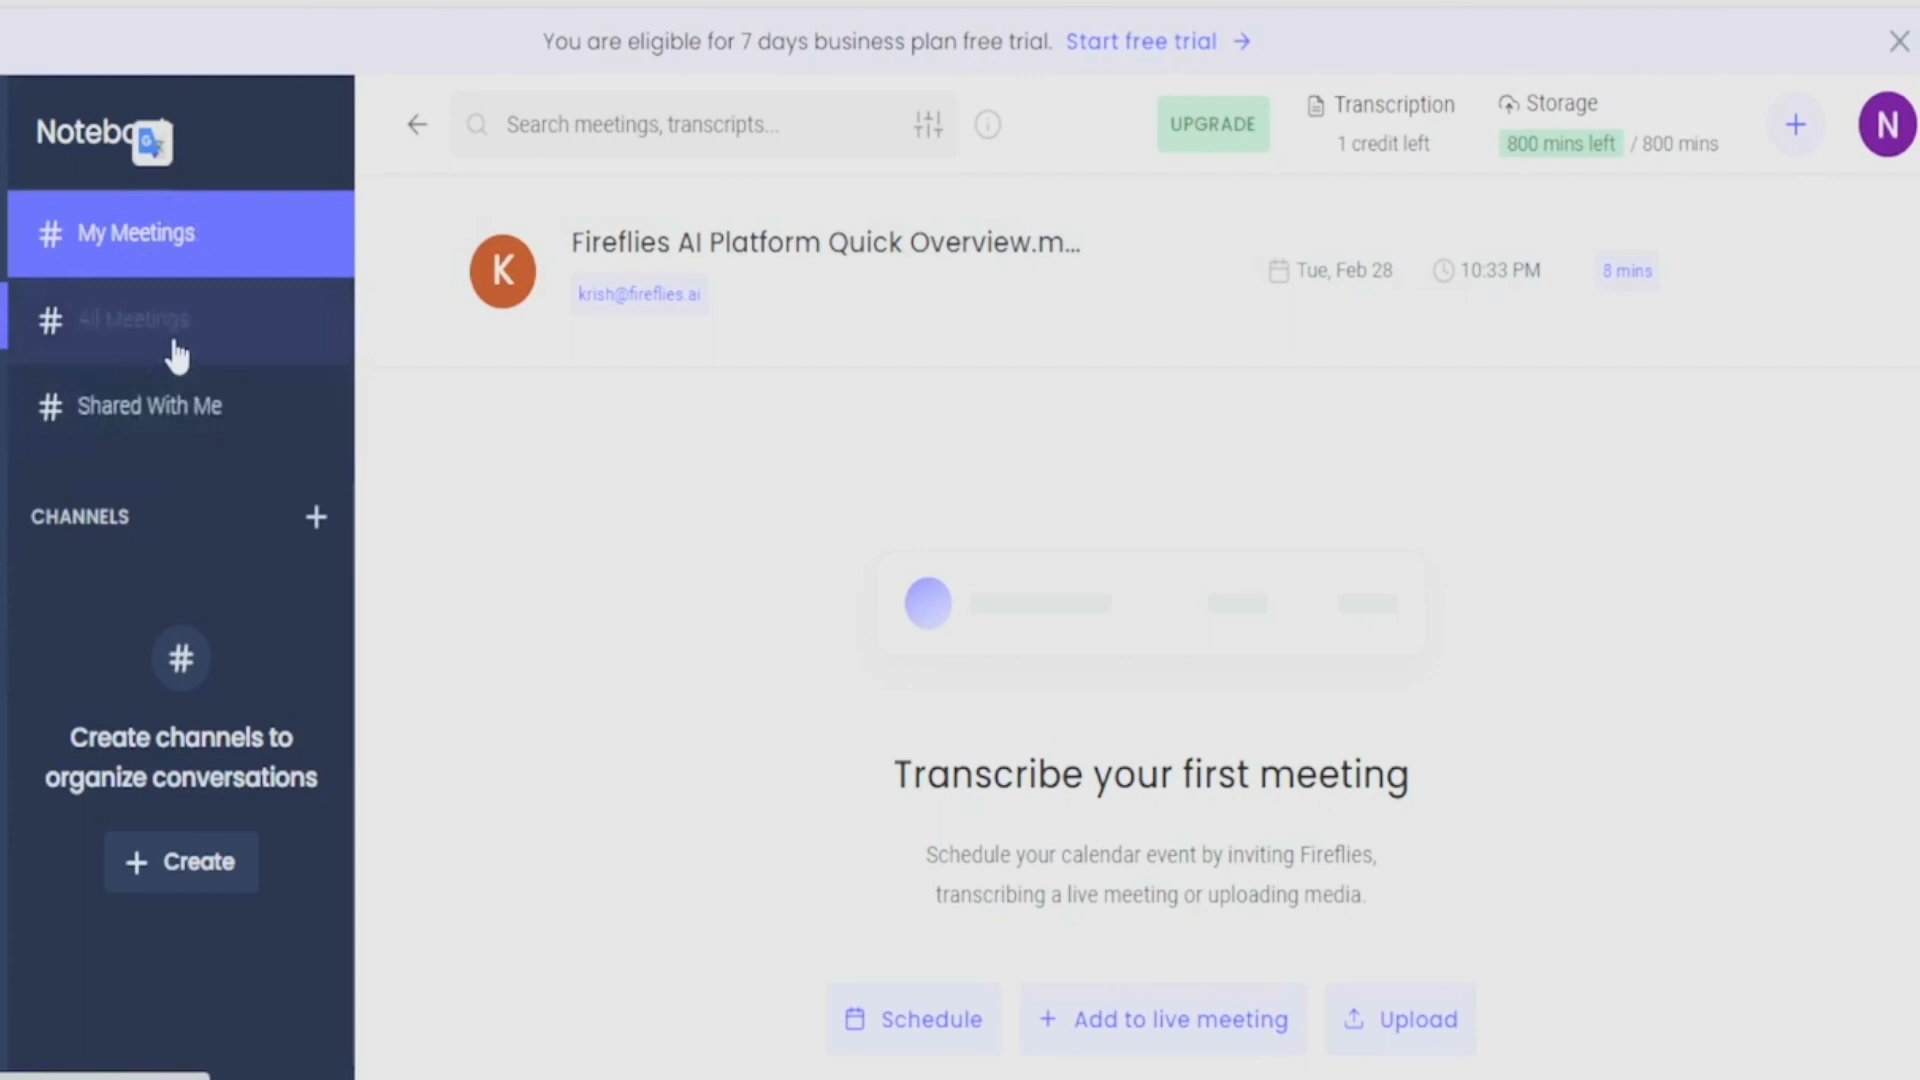 You are eligible for 7 days business plan free trial. Start free trial →
Search meetings, transcripts...
UPGRADE
Transcription
1 credit left
Storage
800 mins left / 800 mins
+
N
# My Meetings
# All Meetings
# Shared With Me
CHANNELS +
#
Create channels to
organize conversations
+ Create
K
Fireflies AI Platform Quick Overview.m...
krish@fireflies.ai
Tue, Feb 28
10:33 PM
8 mins
Transcribe your first meeting
Schedule your calendar event by inviting Fireflies,
transcribing a live meeting or uploading media.
Schedule
+ Add to live meeting
Upload